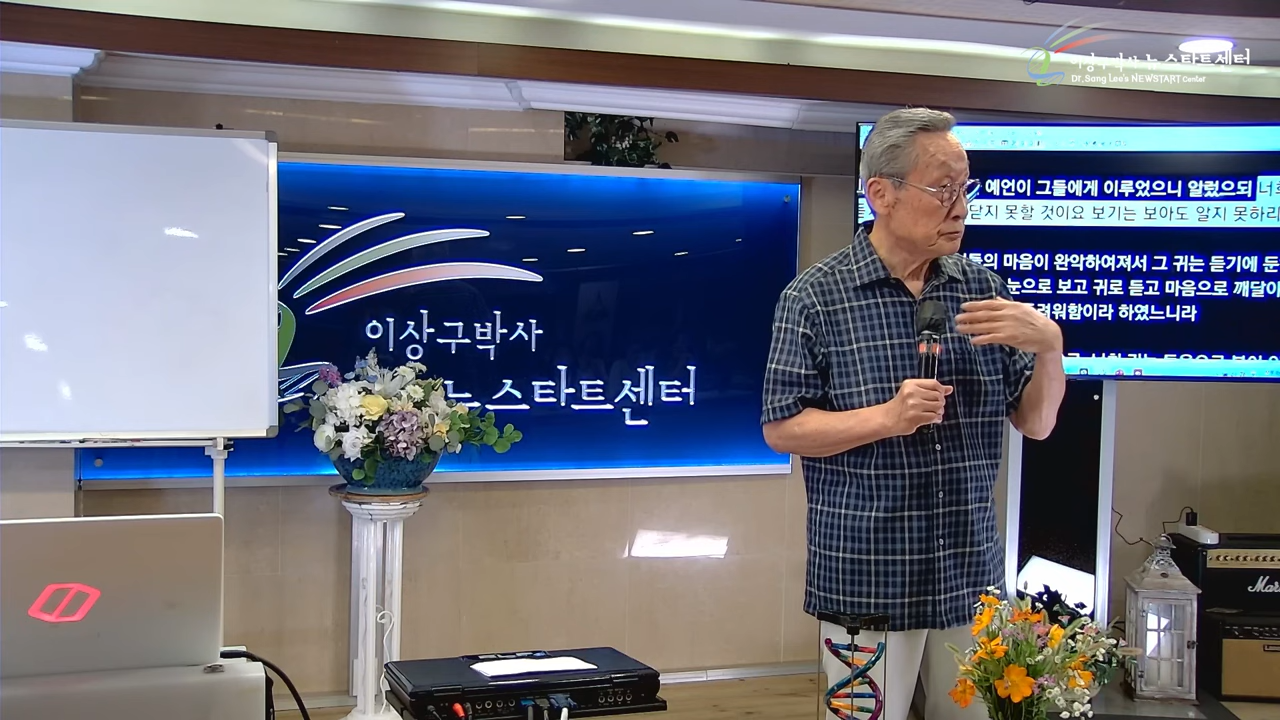 이상구박사 뉴스타트센터
Dr. Sang Lee's NEWSTART Center
이상구박사
뉴스타트센터
예언이 그들에게 이루었으니 알렀으되
닫지 못할 것이요 보기는 보아도 알지 못하리
들의 마음이 완악하여져서 그 귀는 듣기에 둔
눈으로 보고 귀로 듣고 마음으로 깨달아
려워함이라 하였느니라